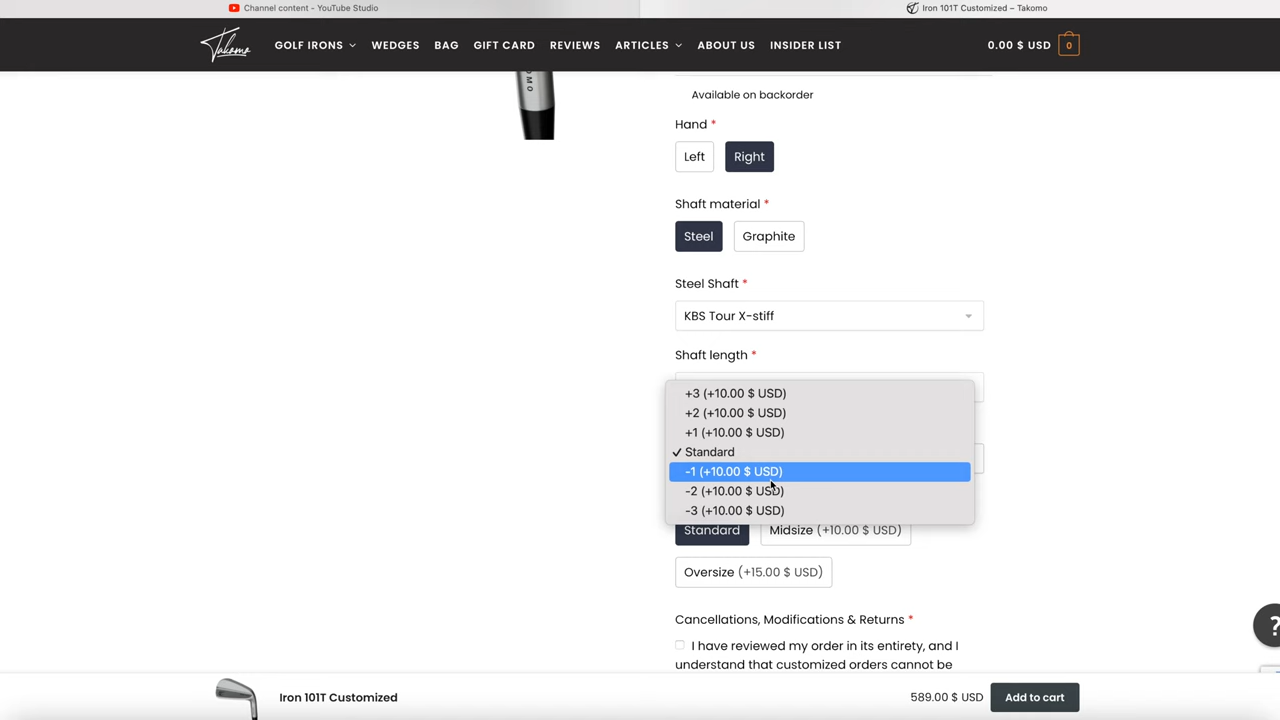 Channel content - YouTube Studio
Iron 101T Customized – Takomo
Takomo
GOLF IRONS
WEDGES
BAG
GIFT CARD
REVIEWS
ARTICLES
ABOUT US
INSIDER LIST
0.00 $ USD
0
OMO
Available on backorder
Hand *
Left
Right
Shaft material *
Steel
Graphite
Steel Shaft *
KBS Tour X-stiff
Shaft length *
+3 (+10.00 $ USD)
+2 (+10.00 $ USD)
+1 (+10.00 $ USD)
✓ Standard
-1 (+10.00 $ USD)
-2 (+10.00 $ USD)
-3 (+10.00 $ USD)
Standard
Midsize (+10.00 $ USD)
Oversize (+15.00 $ USD)
Cancellations, Modifications & Returns *
I have reviewed my order in its entirety, and I
understand that customized orders cannot be
?
Iron 101T Customized
589.00 $ USD
Add to cart